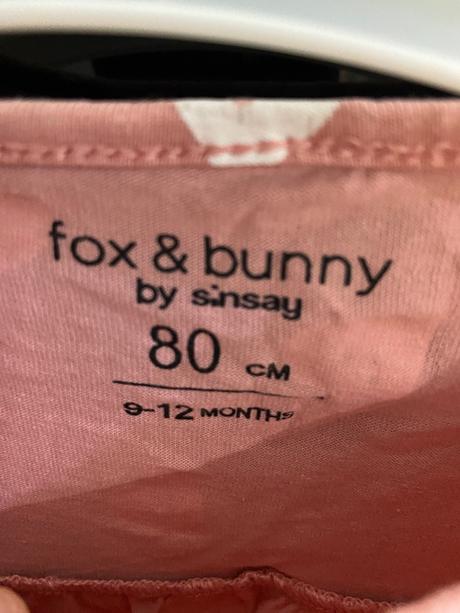 fox & bunny
by sinsay
80 CM
9-12 MONTHS